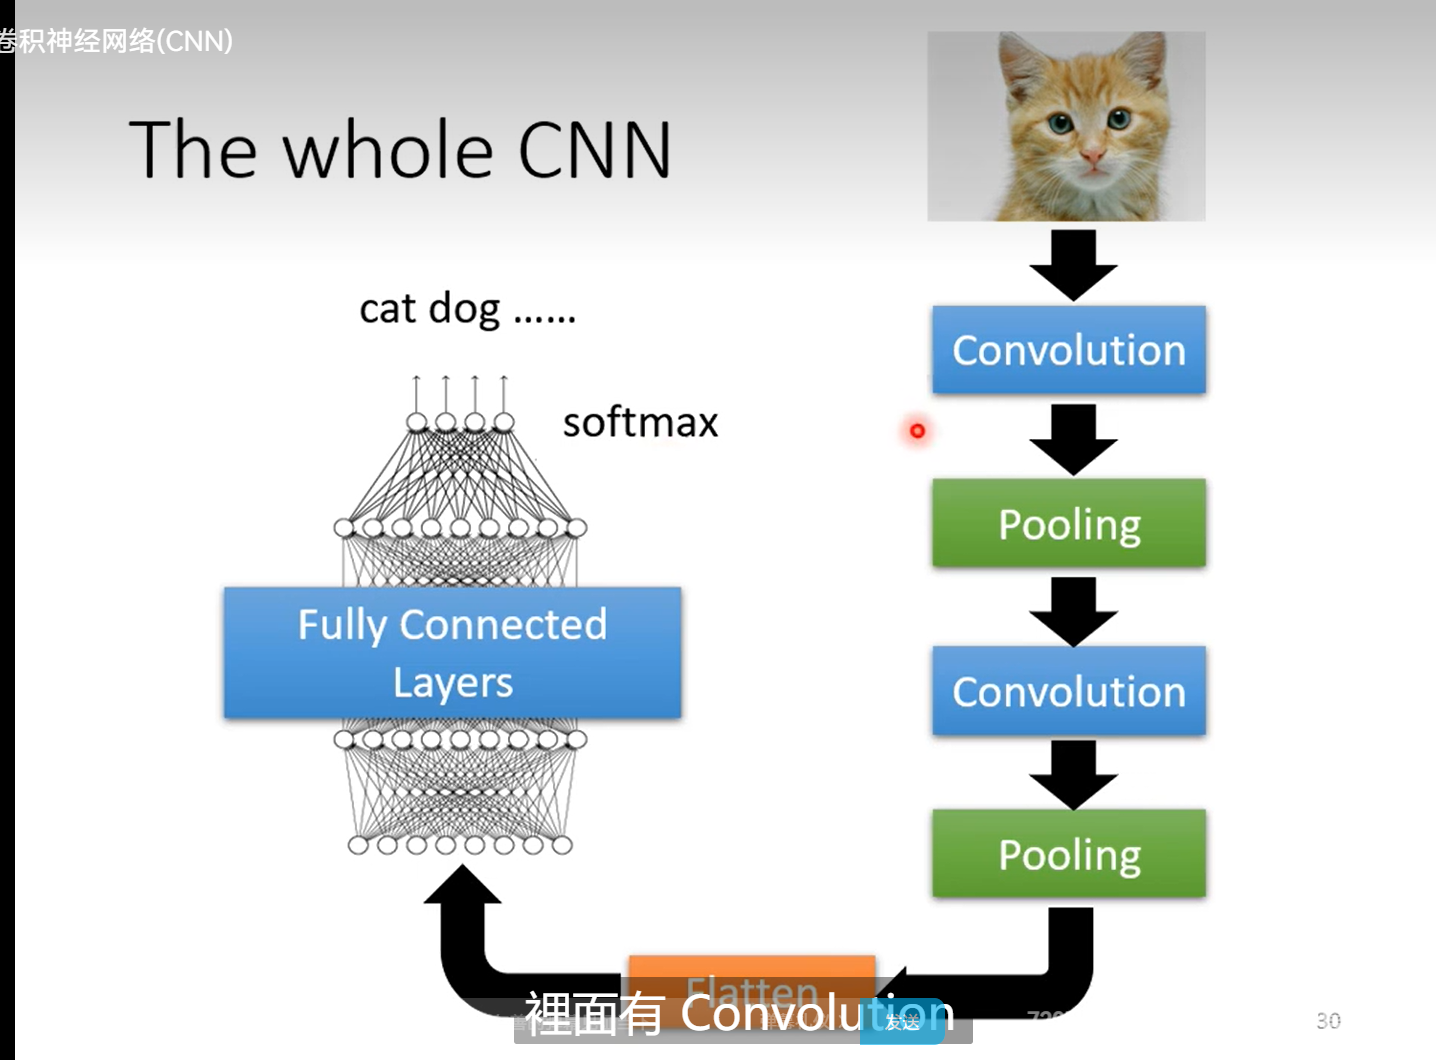 卷积神经网络(CNN)
The whole CNN
cat dog ......
softmax
Fully Connected
Layers
Convolution
Pooling
Convolution
Pooling
Flatten
裡面有 Convolution
发送
30